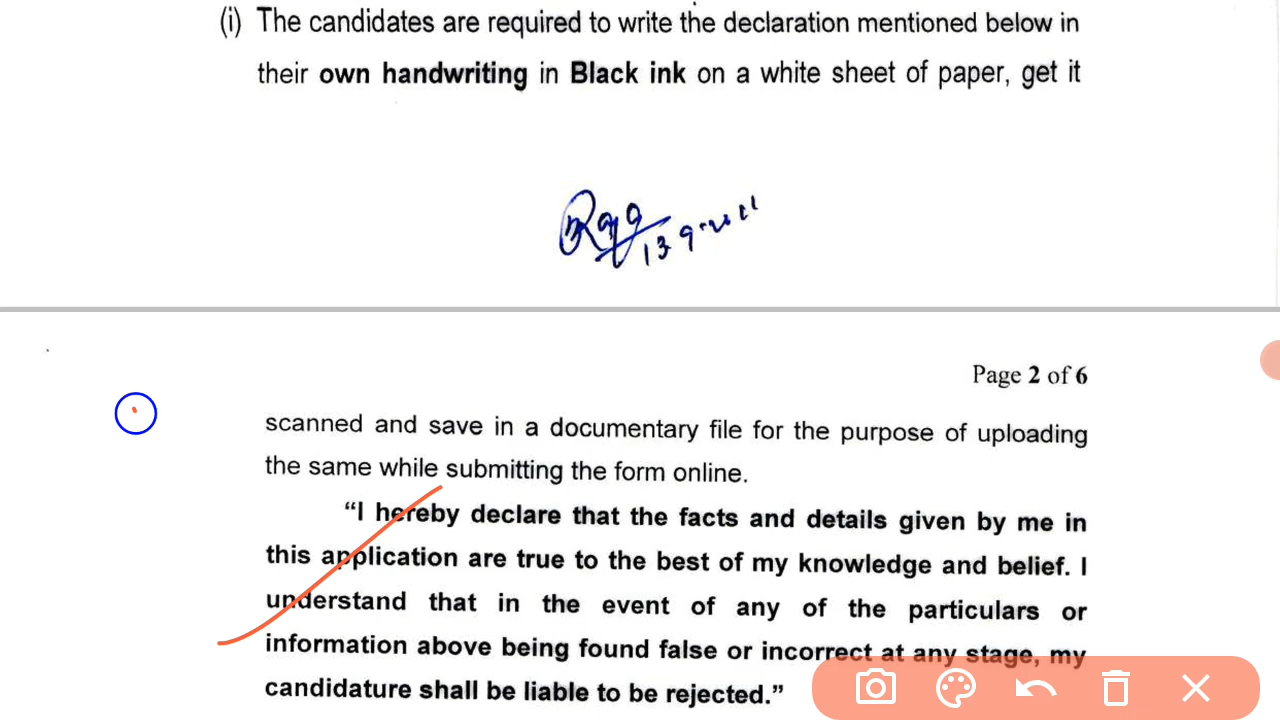 (i) The candidates are required to write the declaration mentioned below in
their own handwriting in Black ink on a white sheet of paper, get it
Page 2 of 6
scanned and save in a documentary file for the purpose of uploading
the same while submitting the form online.
“I hereby declare that the facts and details given by me in
this application are true to the best of my knowledge and belief. I
understand that in the event of any of the particulars or
information above being found false or incorrect at any stage, my
candidature shall be liable to be rejected.”